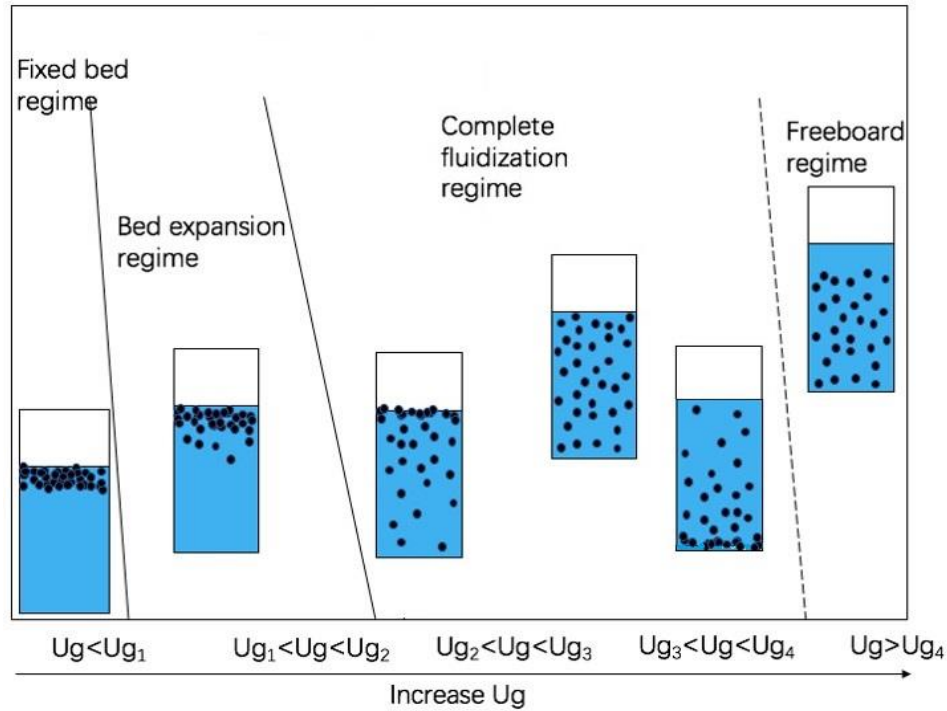 Fixed bed
regime
Complete
fluidization
regime
Freeboard
regime
Bed expansion
regime
Ug<Ug₁
Ug₁<Ug<Ug₂
Ug₂<Ug<Ug₃
Ug₃<Ug<Ug₄
Ug>Ug₄
Increase Ug